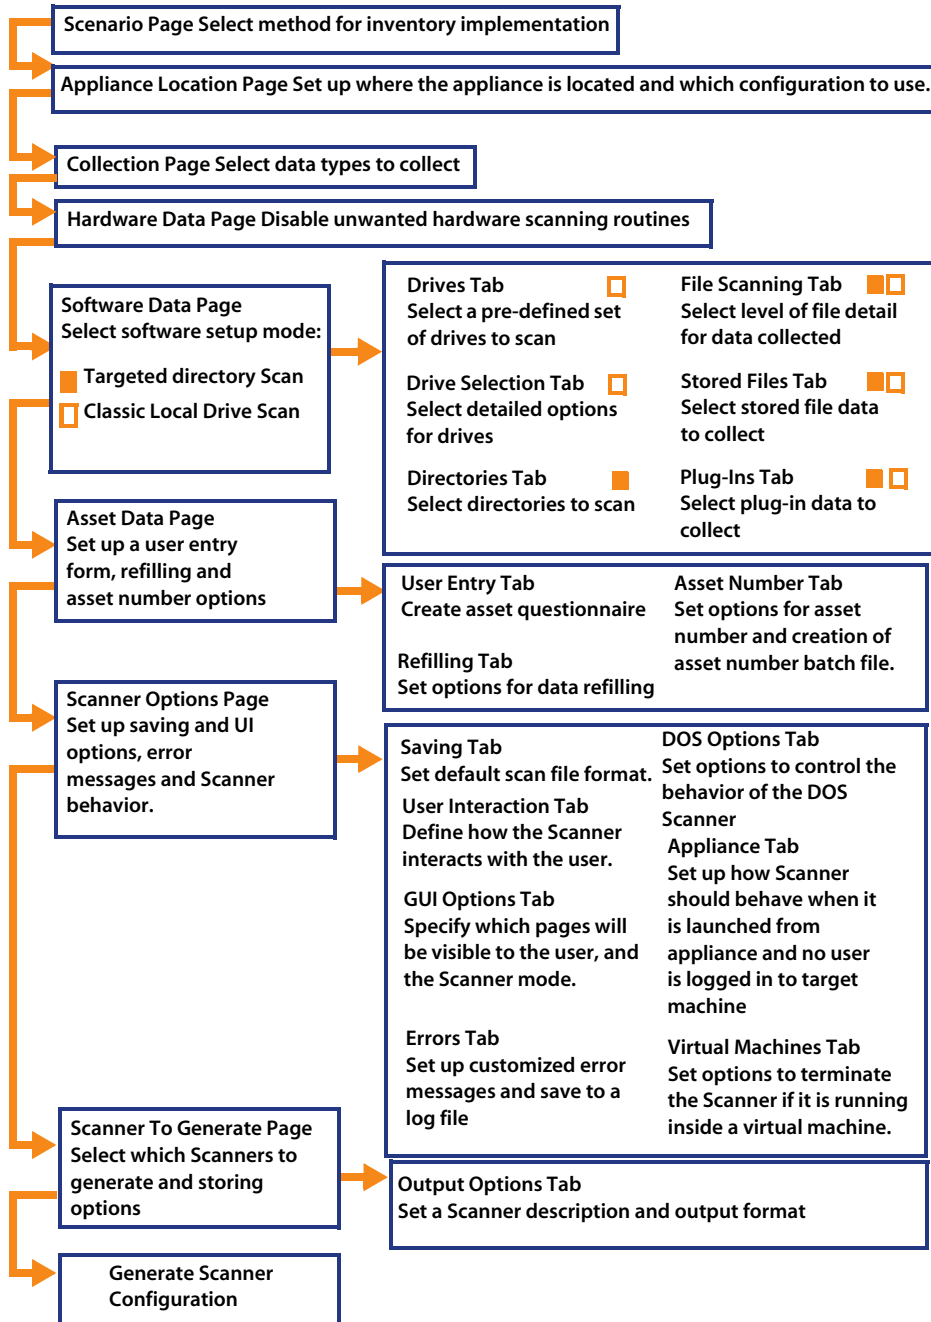 Scenario Page Select method for inventory implementation
Appliance Location Page Set up where the appliance is located and which configuration to use.
Collection Page Select data types to collect
Hardware Data Page Disable unwanted hardware scanning routines
Software Data Page
Select software setup mode:
Targeted directory Scan
Classic Local Drive Scan
Drives Tab
Select a pre-defined set
of drives to scan
Drive Selection Tab
Select detailed options
for drives
Directories Tab
Select directories to scan
File Scanning Tab
Select level of file detail
for data collected
Stored Files Tab
Select stored file data
to collect
Plug-Ins Tab
Select plug-in data to
collect
Asset Data Page
Set up a user entry
form, refilling and
asset number options
User Entry Tab
Create asset questionnaire
Refilling Tab
Set options for data refilling
Asset Number Tab
Set options for asset
number and creation of
asset number batch file.
Scanner Options Page
Set up saving and UI
options, error
messages and Scanner
behavior.
Saving Tab
Set default scan file format.
User Interaction Tab
Define how the Scanner
interacts with the user.
GUI Options Tab
Specify which pages will
be visible to the user, and
the Scanner mode.
Errors Tab
Set up customized error
messages and save to a
log file
DOS Options Tab
Set options to control the
behavior of the DOS
Scanner
Appliance Tab
Set up how Scanner
should behave when it
is launched from
appliance and no user
is logged in to target
machine
Virtual Machines Tab
Set options to terminate
the Scanner if it is running
inside a virtual machine.
Scanner To Generate Page
Select which Scanners to
generate and storing
options
Output Options Tab
Set a Scanner description and output format
Generate Scanner
Configuration